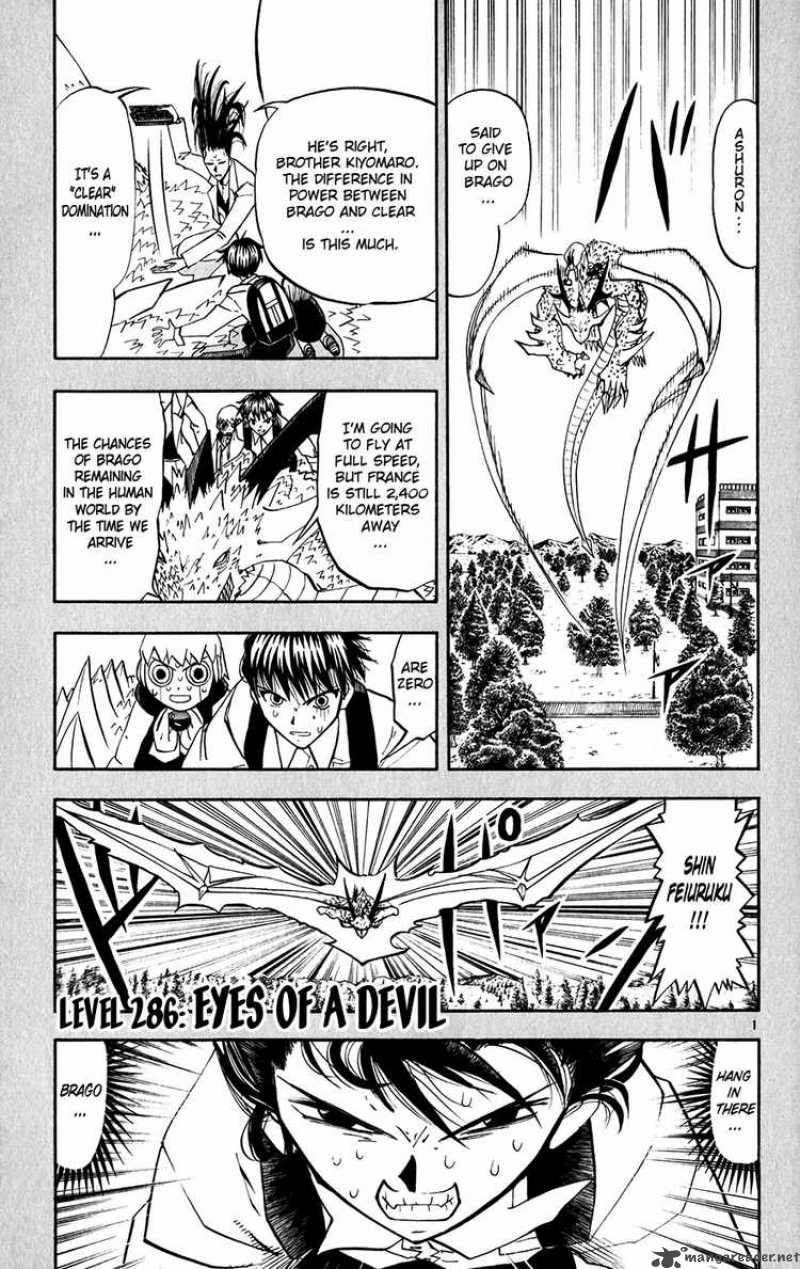 ASHURON...
SAID
TO GIVE
UP ON
BRAGO
...
HE'S RIGHT,
BROTHER KIYOMARO.
THE DIFFERENCE IN
POWER BETWEEN
BRAGO AND CLEAR
...
IS THIS MUCH.
IT'S A
"CLEAR"
DOMINATION
...
I'M GOING
TO FLY AT
FULL SPEED,
BUT FRANCE
IS STILL 2,400
KILOMETERS
AWAY
...
THE CHANCES
OF BRAGO
REMAINING
IN THE HUMAN
WORLD BY
THE TIME WE
ARRIVE
...
ARE
ZERO
...
SHIN
FEIURUKU
!!!
LEVEL 286: EYES OF A DEVIL
1
HANG
IN
THERE
...
BRAGO
...
mangareader.net